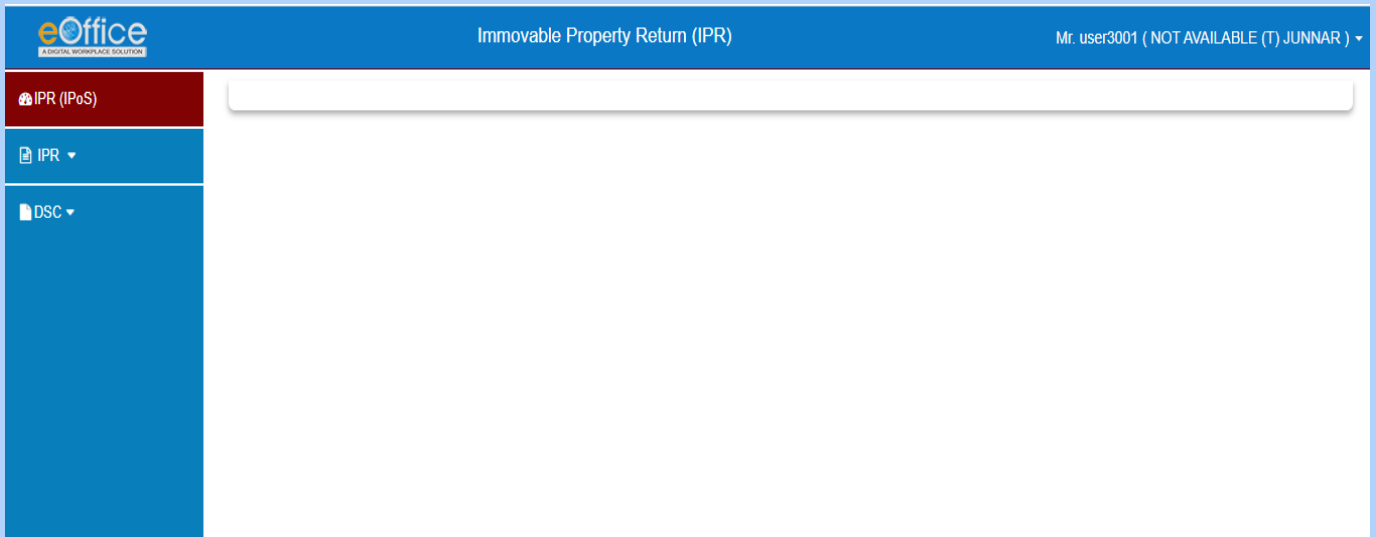 eOffice
A DIGITAL WORKPLACE SOLUTION
Immovable Property Return (IPR)
Mr. user3001 ( NOT AVAILABLE (T) JUNNAR )
IPR (IPoS)
IPR
DSC